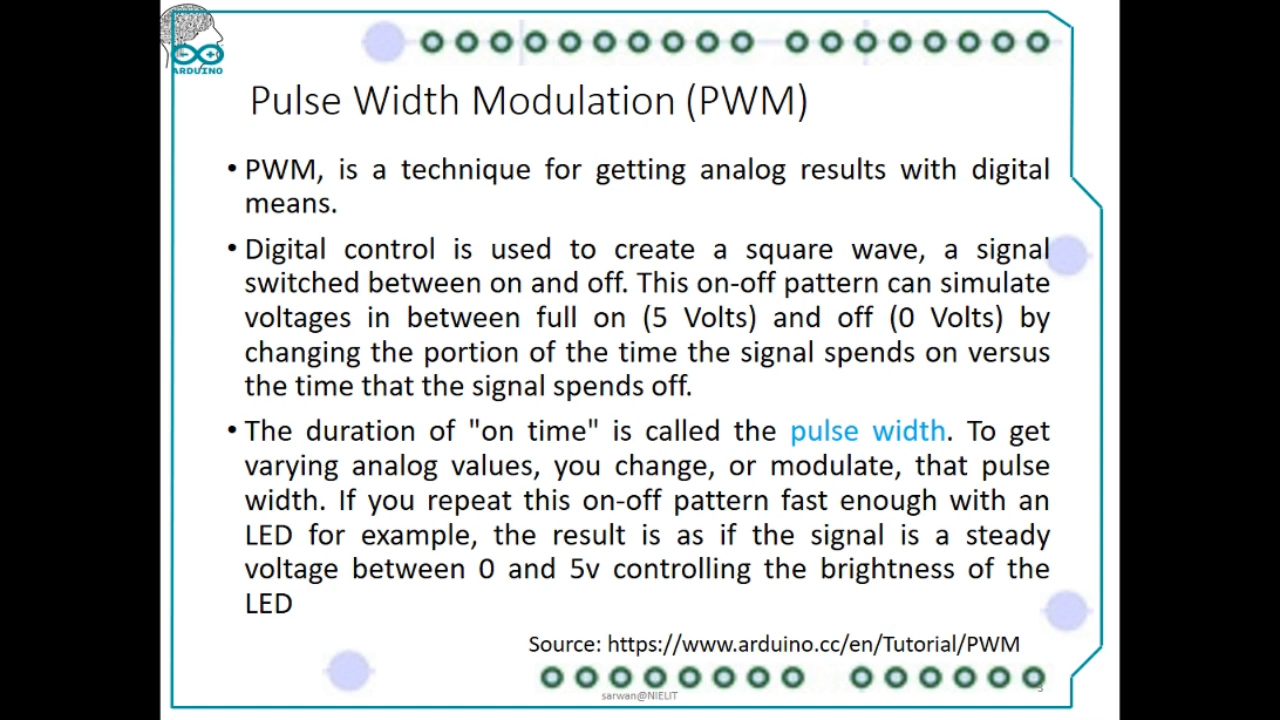 ARDUINO
Pulse Width Modulation (PWM)
• PWM, is a technique for getting analog results with digital
means.
• Digital control is used to create a square wave, a signal
switched between on and off. This on-off pattern can simulate
voltages in between full on (5 Volts) and off (0 Volts) by
changing the portion of the time the signal spends on versus
the time that the signal spends off.
• The duration of "on time" is called the pulse width. To get
varying analog values, you change, or modulate, that pulse
width. If you repeat this on-off pattern fast enough with an
LED for example, the result is as if the signal is a steady
voltage between 0 and 5v controlling the brightness of the
LED
Source: https://www.arduino.cc/en/Tutorial/PWM
sarwan@NIELIT
3